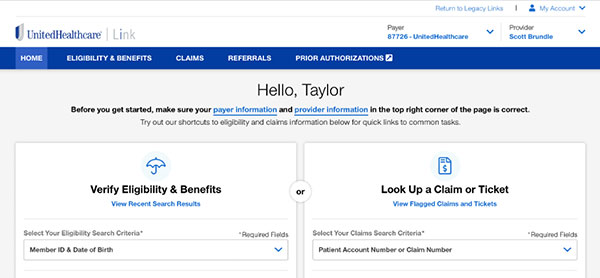 Return to Legacy Links | My Account
UnitedHealthcare | Link
Payer
87726 - UnitedHealthcare
Provider
Scott Brundle
HOME ELIGIBILITY & BENEFITS CLAIMS REFERRALS PRIOR AUTHORIZATIONS
Hello, Taylor
Before you get started, make sure your payer information and provider information in the top right corner of the page is correct.
Try out our shortcuts to eligibility and claims information below for quick links to common tasks.
Verify Eligibility & Benefits
View Recent Search Results
Select Your Eligibility Search Criteria* *Required Fields
Member ID & Date of Birth
or
Look Up a Claim or Ticket
View Flagged Claims and Tickets
Select Your Claims Search Criteria* *Required Fields
Patient Account Number or Claim Number